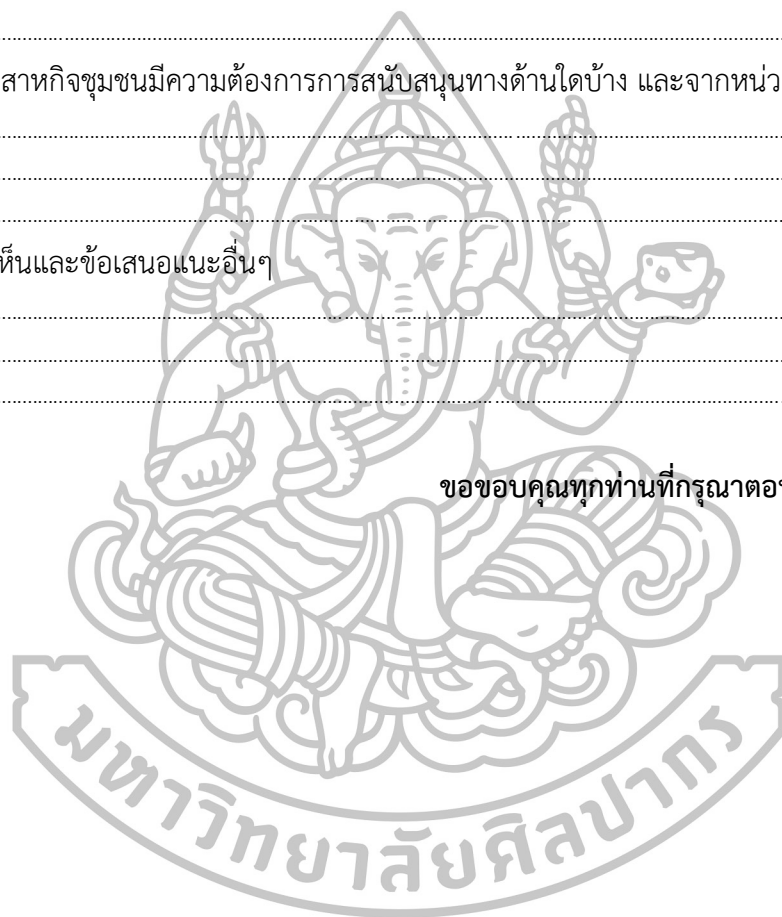 สาหกิจชุมชนมีความต้องการการสนับสนุนทางด้านใดบ้าง และจากหน่ว
ห็นและข้อเสนอแนะอื่นๆ
ขอขอบคุณทุกท่านที่กรุณาตอบ
มหาวิทยาลัยศิลปากร